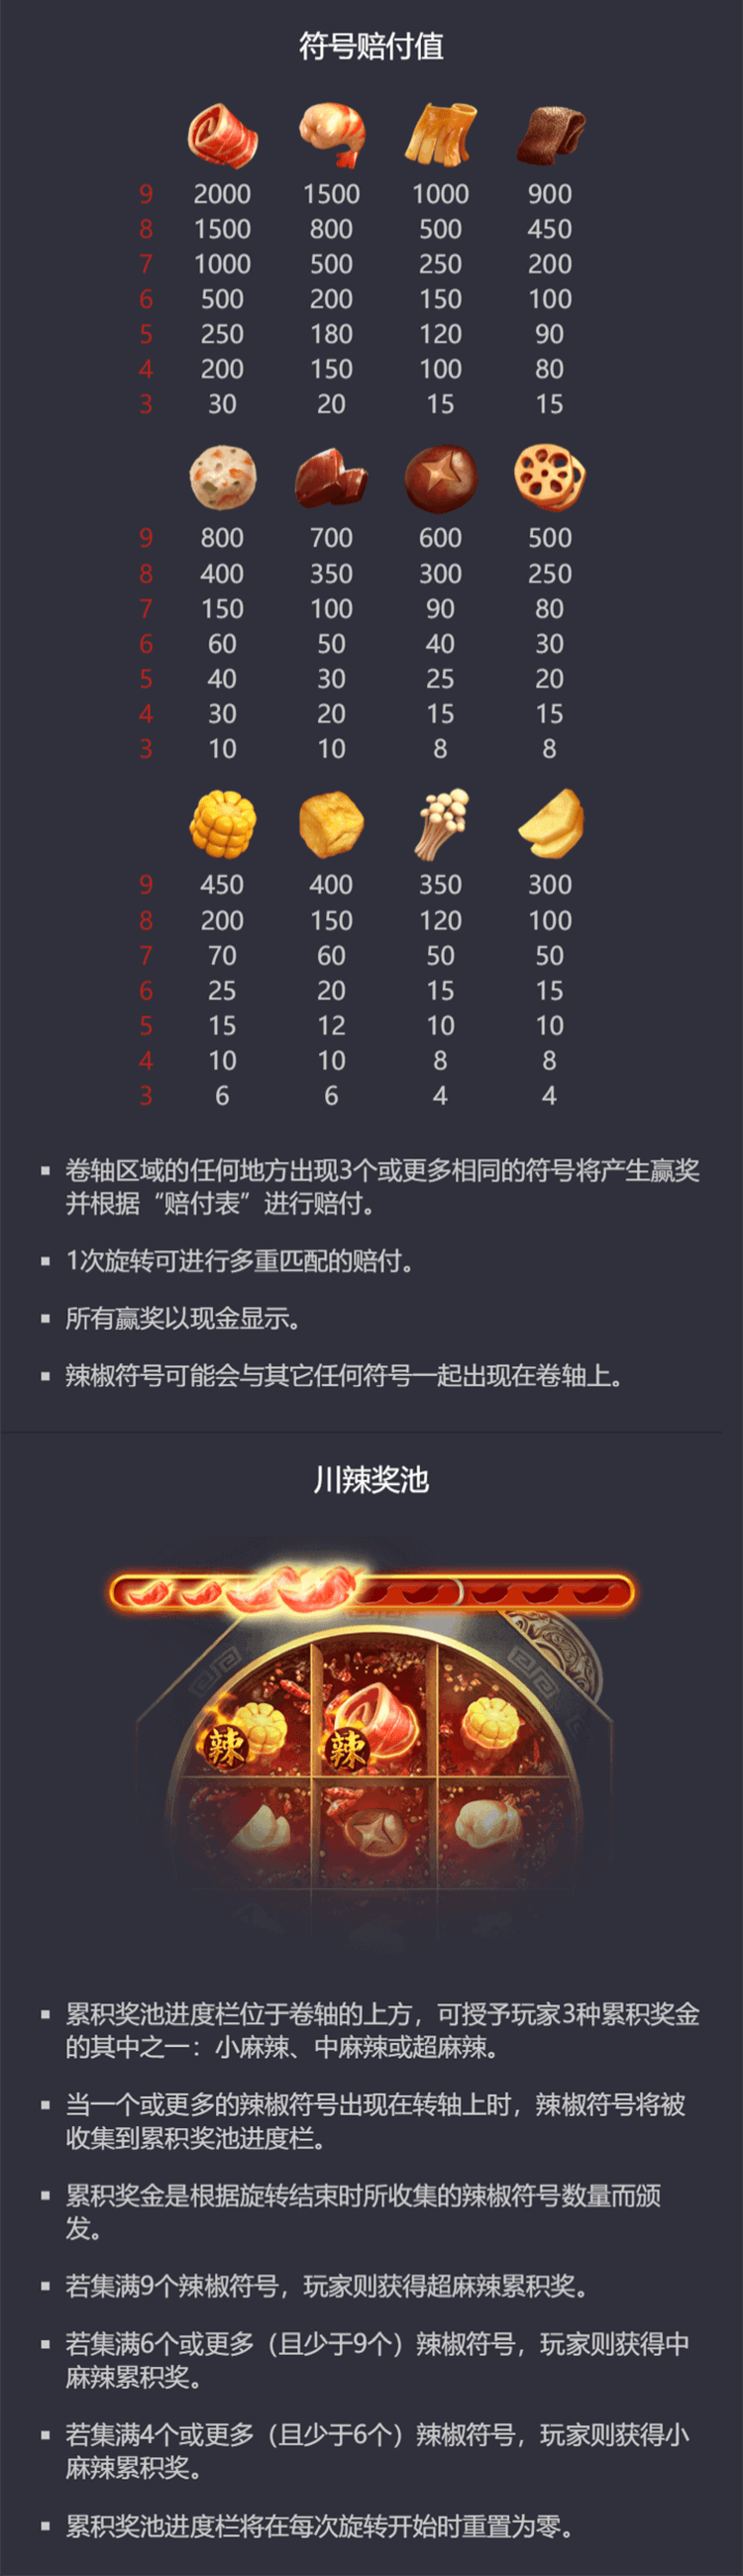 符号赔付值
9 2000 1500 1000 900
8 1500 800 500 450
7 1000 500 250 200
6 500 200 150 100
5 250 180 120 90
4 200 150 100 80
3 30 20 15 15
9 800 700 600 500
8 400 350 300 250
7 150 100 90 80
6 60 50 40 30
5 40 30 25 20
4 30 20 15 15
3 10 10 8 8
9 450 400 350 300
8 200 150 120 100
7 70 60 50 50
6 25 20 15 15
5 15 12 10 10
4 10 10 8 8
3 6 6 4 4
▪ 卷轴区域的任何地方出现3个或更多相同的符号将产生赢奖
并根据“赔付表”进行赔付。
▪ 1次旋转可进行多重匹配的赔付。
▪ 所有赢奖以现金显示。
▪ 辣椒符号可能会与其它任何符号一起出现在卷轴上。
川辣奖池
辣 辣
▪ 累积奖池进度栏位于卷轴的上方，可授予玩家3种累积奖金
的其中之一：小麻辣、中麻辣或超麻辣。
▪ 当一个或更多的辣椒符号出现在转轴上时，辣椒符号将被
收集到累积奖池进度栏。
▪ 累积奖金是根据旋转结束时所收集的辣椒符号数量而颁
发。
▪ 若集满9个辣椒符号，玩家则获得超麻辣累积奖。
▪ 若集满6个或更多（且少于9个）辣椒符号，玩家则获得中
麻辣累积奖。
▪ 若集满4个或更多（且少于6个）辣椒符号，玩家则获得小
麻辣累积奖。
▪ 累积奖池进度栏将在每次旋转开始时重置为零。